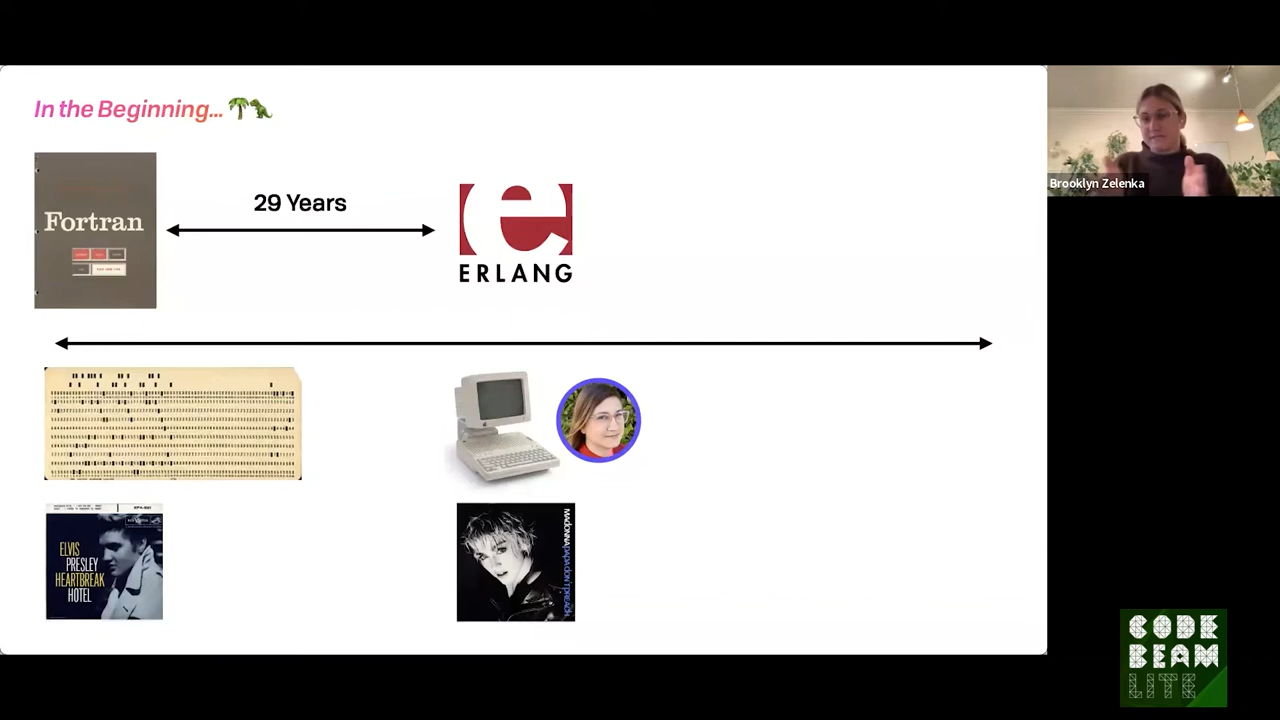 In the Beginning...
Brooklyn Zelenka
Fortran
29 Years
e
ERLANG
ELVIS
PRESLEY
HEARTBREAK
HOTEL
MADONNA
PAPA DON'T PREACH
CODE
BEAM
LITE